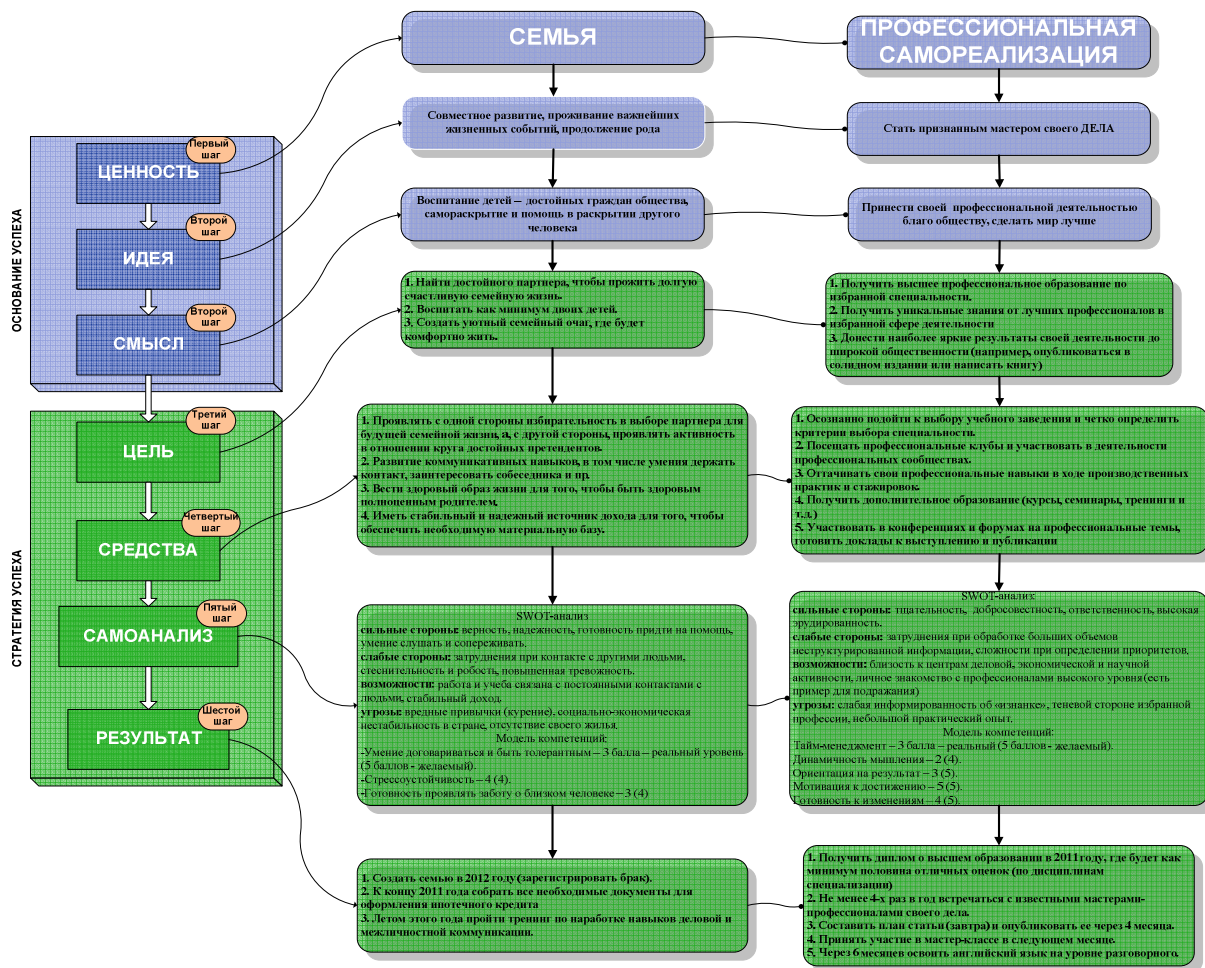 ОСНОВАНИЕ УСПЕХА
Первый
шаг
ЦЕННОСТЬ
Второй
шаг
ИДЕЯ
Второй
шаг
СМЫСЛ
СТРАТЕГИЯ УСПЕХА
Третий
шаг
ЦЕЛЬ
Четвертый
шаг
СРЕДСТВА
Пятый
шаг
САМОАНАЛИЗ
Шестой
шаг
РЕЗУЛЬТАТ
СЕМЬЯ
Совместное развитие, проживание важнейших
жизненных событий, продолжение рода
Воспитание детей – достойных граждан общества,
самораскрытие и помощь в раскрытии другого
человека
1. Найти достойного партнера, чтобы прожить долгую
счастливую семейную жизнь.
2. Воспитать как минимум двоих детей.
3. Создать уютный семейный очаг, где будет
комфортно жить.
1. Проявлять с одной стороны избирательность в выборе партнера для
будущей семейной жизни, а, с другой стороны, проявлять активность
в отношении круга достойных претендентов.
2. Развитие коммуникативных навыков, в том числе умения держать
контакт, заинтересовать собеседника и пр.
3. Вести здоровый образ жизни для того, чтобы быть здоровым
полноценным родителем.
4. Иметь стабильный и надежный источник дохода для того, чтобы
обеспечить необходимую материальную базу.
SWOT-анализ
сильные стороны: верность, надежность, готовность придти на помощь,
умение слушать и сопереживать.
слабые стороны: затруднения при контакте с другими людьми,
стеснительность и робость, повышенная тревожность.
возможности: работа и учеба связана с постоянными контактами с
людьми, стабильный доход.
угрозы: вредные привычки (курение), социально-экономическая
нестабильность в стране, отсутствие своего жилья.
Модель компетенций:
-Умение договариваться и быть толерантным – 3 балла – реальный уровень
(5 баллов - желаемый).
-Стрессоустойчивость – 4 (4).
-Готовность проявлять заботу о близком человеке – 3 (4)
1. Создать семью в 2012 году (зарегистрировать брак).
2. К концу 2011 года собрать все необходимые документы для
оформления ипотечного кредита
3. Летом этого года пройти тренинг по наработке навыков деловой и
межличностной коммуникации.
ПРОФЕССИОНАЛЬНАЯ
САМОРЕАЛИЗАЦИЯ
Стать признанным мастером своего ДЕЛА
Принести своей профессиональной деятельностью
благо обществу, сделать мир лучше
1. Получить высшее профессиональное образование по
избранной специальности.
2. Получить уникальные знания от лучших профессионалов в
избранной сфере деятельности
3. Донести наиболее яркие результаты своей деятельности до
широкой общественности (например, опубликоваться в
солидном издании или написать книгу)
1. Осознанно подойти к выбору учебного заведения и четко определить
критерии выбора специальности.
2. Посещать профессиональные клубы и участвовать в деятельности
профессиональных сообществах.
3. Оттачивать свои профессиональные навыки в ходе производственных
практик и стажировок.
4. Получить дополнительное образование (курсы, семинары, тренинги и
т.д.)
5. Участвовать в конференциях и форумах на профессиональные темы,
готовить доклады к выступлению и публикации
SWOT-анализ:
сильные стороны: тщательность, добросовестность, ответственность, высокая
эрудированность.
слабые стороны: затруднения при обработке больших объемов
неструктурированной информации, сложности при определении приоритетов.
возможности: близость к центрам деловой, экономической и научной
активности, личное знакомство с профессионалами высокого уровня (есть
пример для подражания)
угрозы: слабая информированность об «изнанке», теневой стороне избранной
профессии, небольшой практический опыт.
Модель компетенций:
Тайм-менеджмент – 3 балла – реальный (5 баллов - желаемый).
Динамичность мышления – 2 (4).
Ориентация на результат – 3 (5).
Мотивация к достижению – 5 (5).
Готовность к изменениям – 4 (5).
1. Получить диплом о высшем образовании в 2011 году, где будет как
минимум половина отличных оценок (по дисциплинам
специализации)
2. Не менее 4-х раз в год встречаться с известными мастерами-
профессионалами своего дела.
3. Составить план статьи (завтра) и опубликовать ее через 4 месяца.
4. Принять участие в мастер-классе в следующем месяце.
5. Через 6 месяцев освоить английский язык на уровне разговорного.